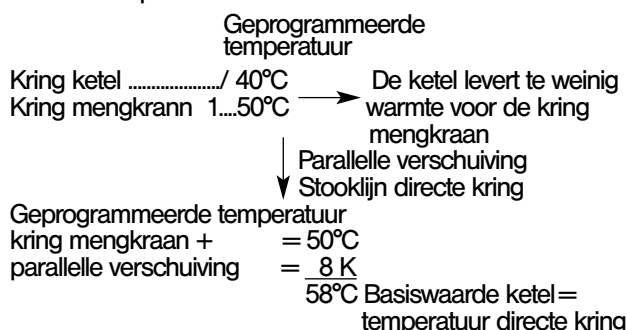 Geprogrammeerde
temperatuur
Kring ketel ...................../ 40°C
Kring mengkrann 1....50°C
De ketel levert te weinig
warmte voor de kring
mengkraan
Parallelle verschuiving
Stooklijn directe kring
Geprogrammeerde temperatuur
kring mengkraan + = 50°C
parallelle verschuiving = 8 K
58°C Basiswaarde ketel=
temperatuur directe kring